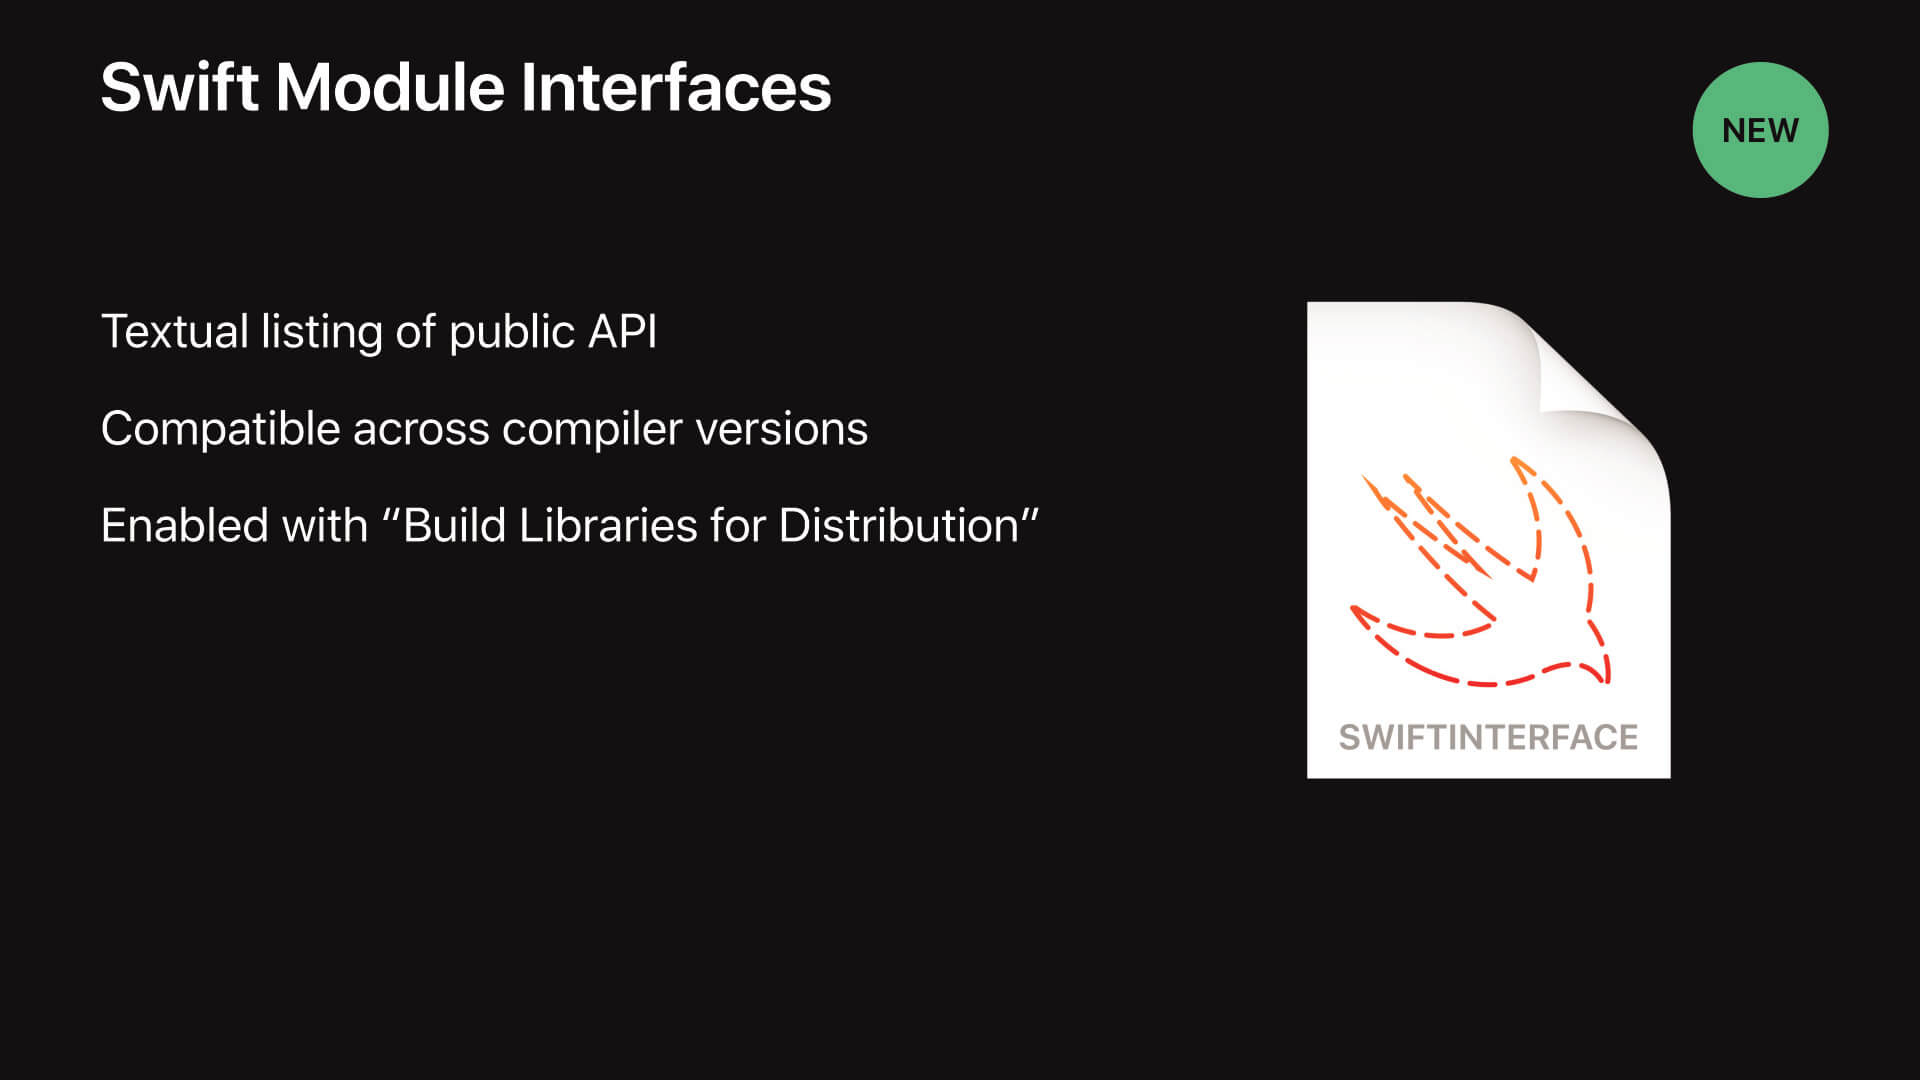 Swift Module Interfaces
NEW
Textual listing of public API
Compatible across compiler versions
Enabled with “Build Libraries for Distribution”
SWIFTINTERFACE